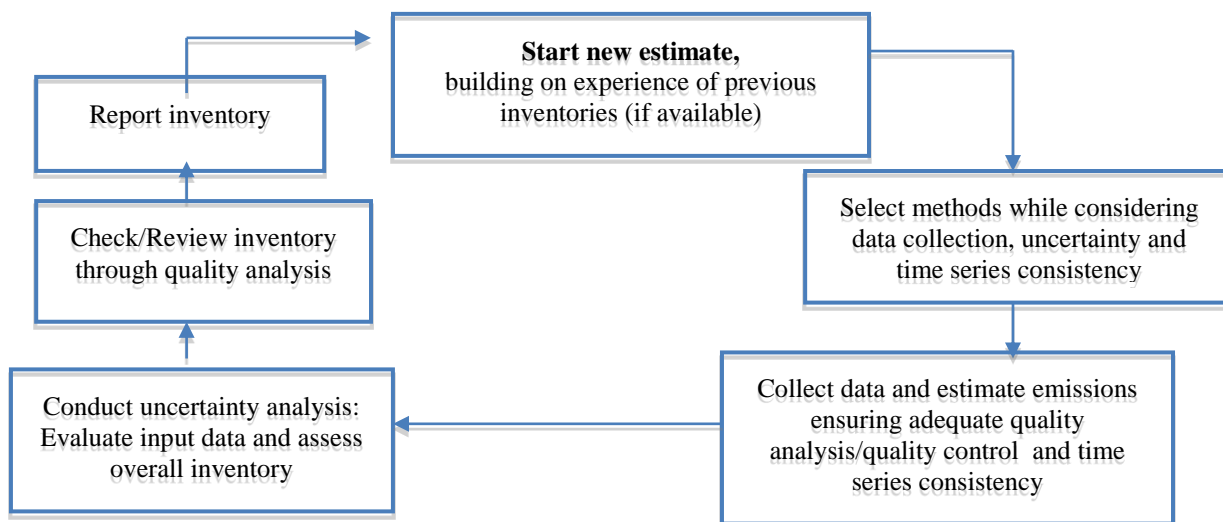 Start new estimate,
building on experience of previous
inventories (if available)
Report inventory
Select methods while considering
data collection, uncertainty and
time series consistency
Check/Review inventory
through quality analysis
Collect data and estimate emissions
ensuring adequate quality
analysis/quality control  and time
series consistency
Conduct uncertainty analysis:
Evaluate input data and assess
overall inventory